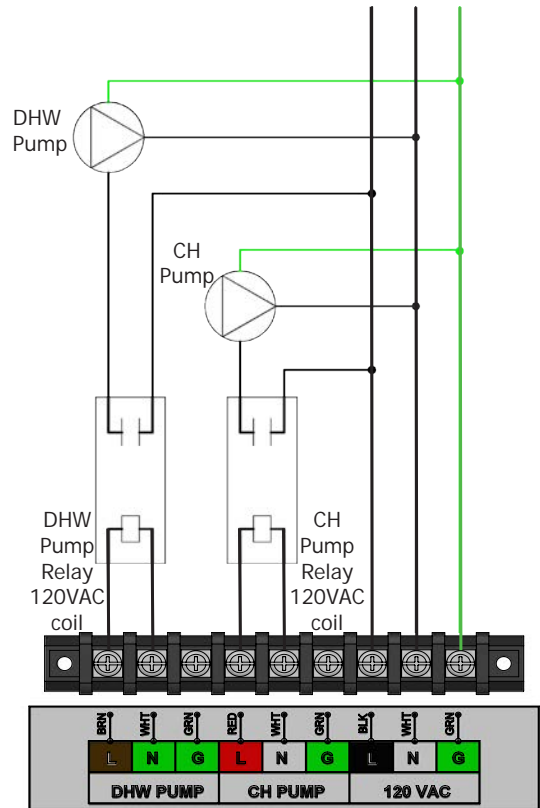 DHW
Pump
CH
Pump
DHW
Pump
Relay
120VAC
coil
CH
Pump
Relay
120VAC
coil
BRN WHT GRN RED WHT GRN BLK WHT GRN
L N G L N G L N G
DHW PUMP CH PUMP 120 VAC